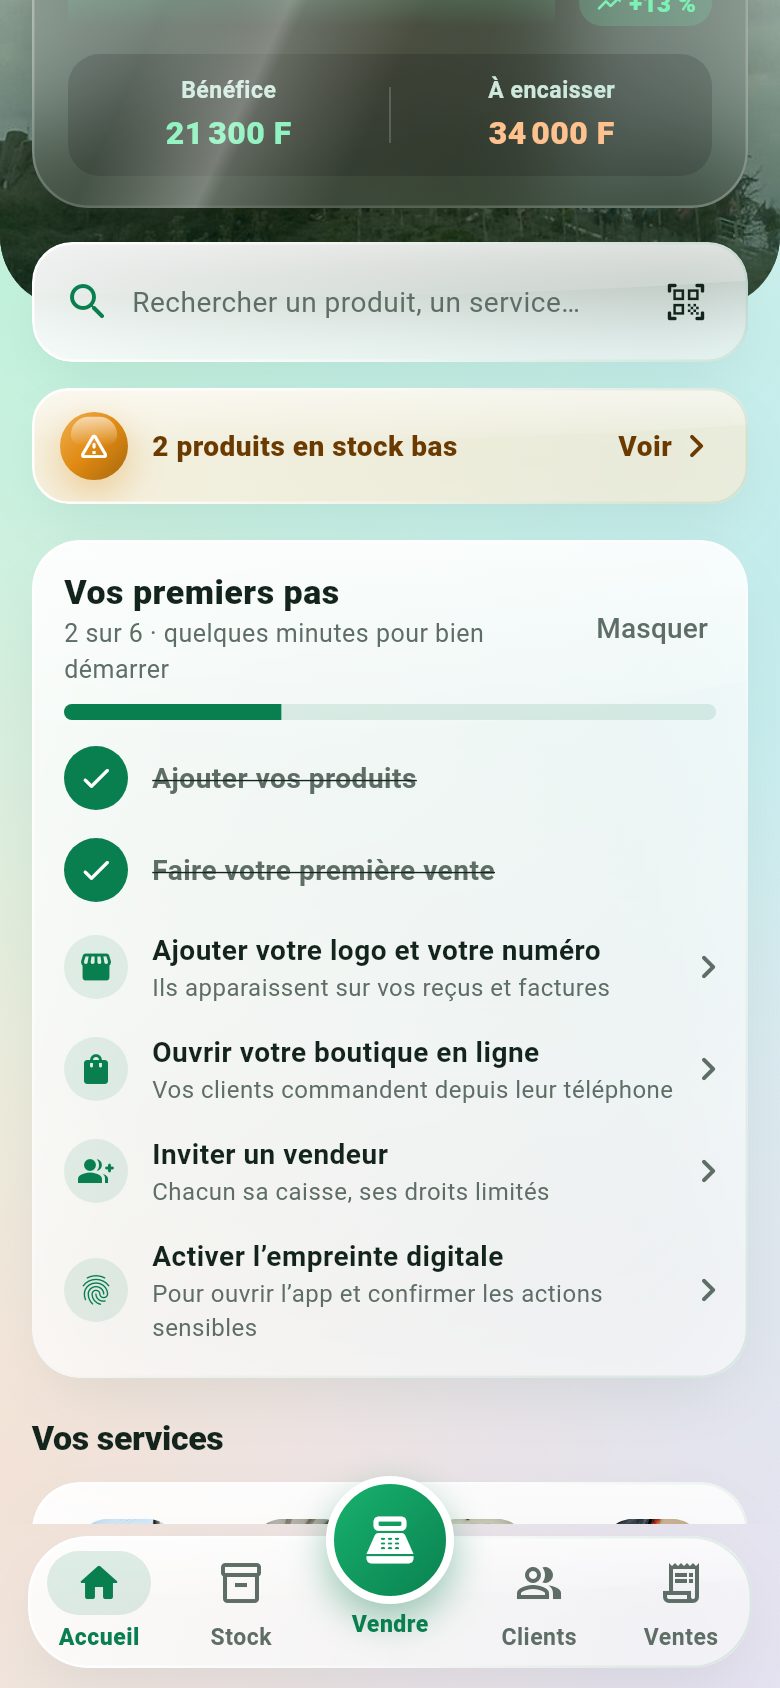 +13 %
Bénéfice
À encaisser
21 300 F
34 000 F
Rechercher un produit, un service...
2 produits en stock bas
Voir
Vos premiers pas
2 sur 6 · quelques minutes pour bien
démarrer
Masquer
Ajouter vos produits
Faire votre première vente
Ajouter votre logo et votre numéro
Ils apparaissent sur vos reçus et factures
Ouvrir votre boutique en ligne
Vos clients commandent depuis leur téléphone
Inviter un vendeur
Chacun sa caisse, ses droits limités
Activer l’empreinte digitale
Pour ouvrir l’app et confirmer les actions
sensibles
Vos services
Accueil
Stock
Vendre
Clients
Ventes